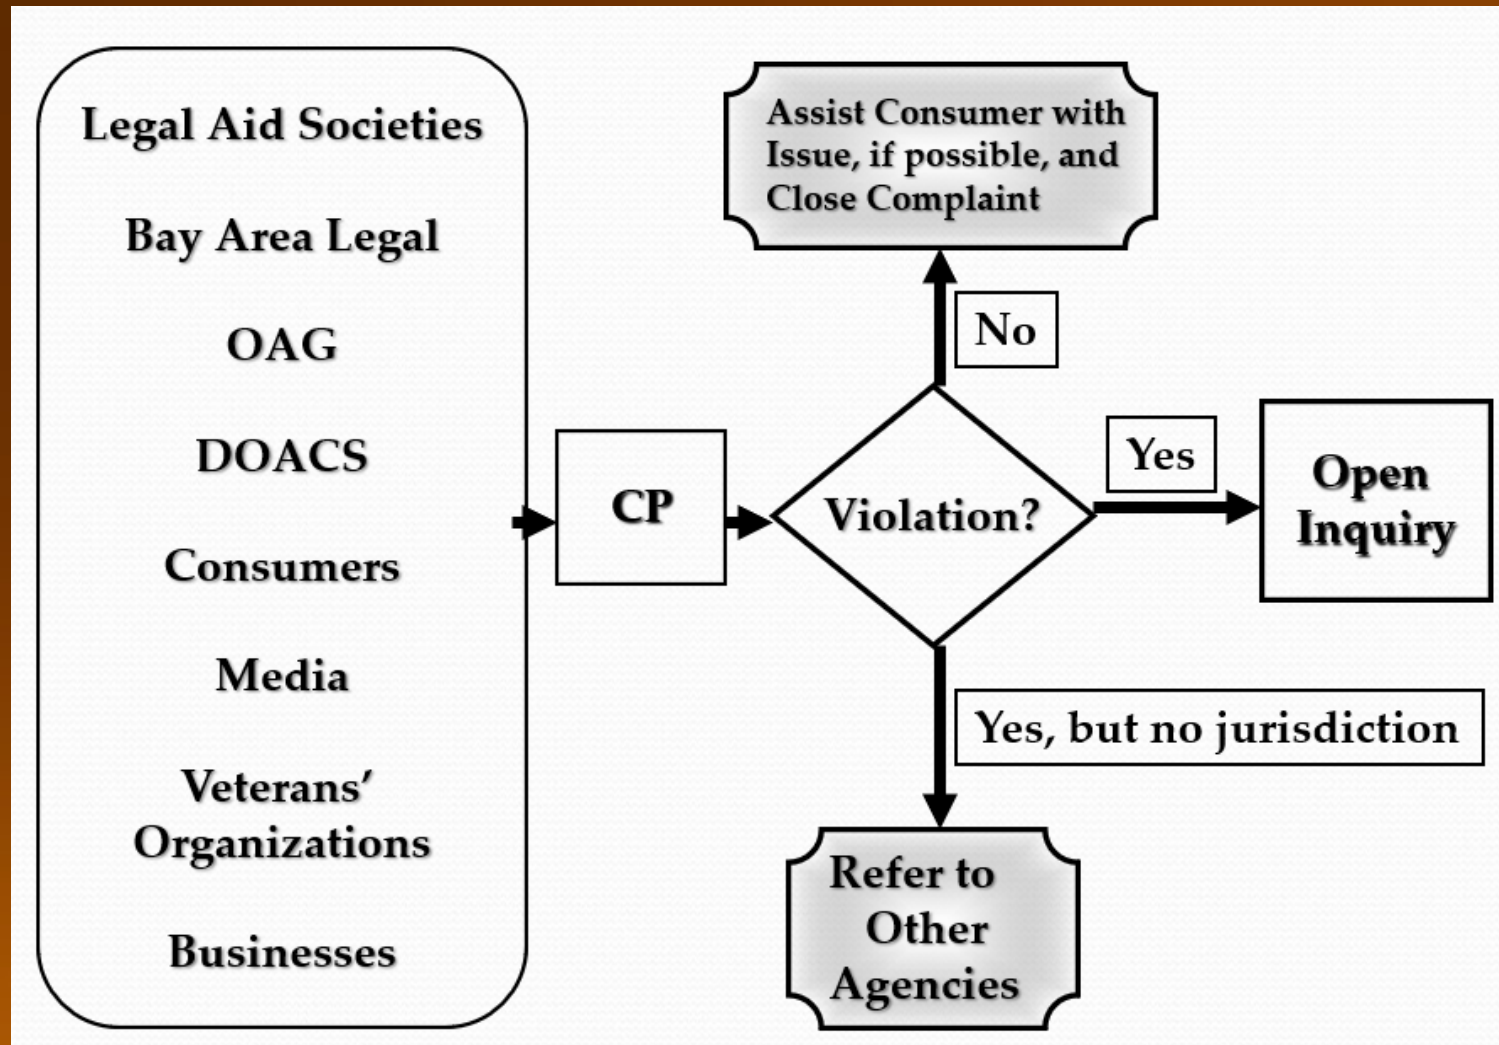 Legal Aid Societies
Bay Area Legal
OAG
DOACS
Consumers
Media
Veterans’
Organizations
Businesses
CP
Violation?
No
Assist Consumer with
Issue, if possible, and
Close Complaint
Yes
Open
Inquiry
Yes, but no jurisdiction
Refer to
Other
Agencies